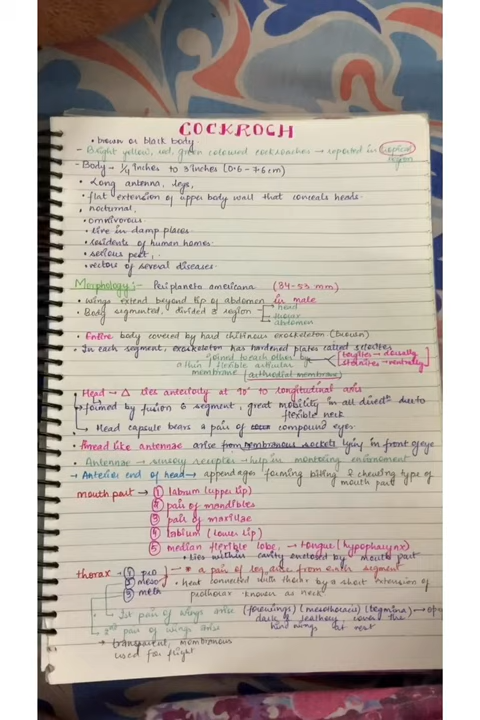 COCKROCH
• brown or black body
- Bright yellow, red, green coloured cockroaches → reported in tropical region
- Body - 1/4 inches to 3 inches (0.6 - 7.6 cm)
• Long antenna, legs,
• flat extension of upper body wall that conceals head.
• nocturnal,
• omnivorous.
• live in damp places.
• residents of human homes.
• serious pest,
• vectors of several diseases.
Morphology:- Periplaneta americana (34-53 mm)
• wings extend beyond tip of abdomen in male
• Body segmented, divided 3 region head
thorax
abdomen
• Entire body covered by hard chitinous exoskeleton (brown)
• In each segment, exoskeleton has hardened plates called sclerites
joined to each other by tergites → dorsally
thin & flexible articular sternites → ventrally
membrane (arthrodial membrane)
Head → Δ lies anteriorly at 90° to longitudinal axis
→ formed by fusion 6 segment, great mobility in all direcn due to
flexible neck
→ Head capsule bears a pair of compound eyes.
• thread like antennae arise from membranous sockets lying in front of eye
• Antennae → sensory receptor → help in monitoring environment
→ Anterior end of head → appendages forming biting & chewing type of
mouth part
mouth part → ① labrum (upper lip)
② pair of mandibles
③ pair of maxillae
④ labium (lower lip)
⑤ median flexible lobe, → tongue (hypopharynx)
• lies within cavity enclosed by mouth part
thorax → ① pro → • a pair of leg arise from each segment
② meso • head connected with thorax by a short extension of
③ meta prothorax known as neck
→ 1st pair of wings arise (forewings) (mesothoracic) (tegmina) →
dark & leathery, cover the
→ 2nd pair of wings arise hind wings at rest
→ transparent, membranous
used for flight